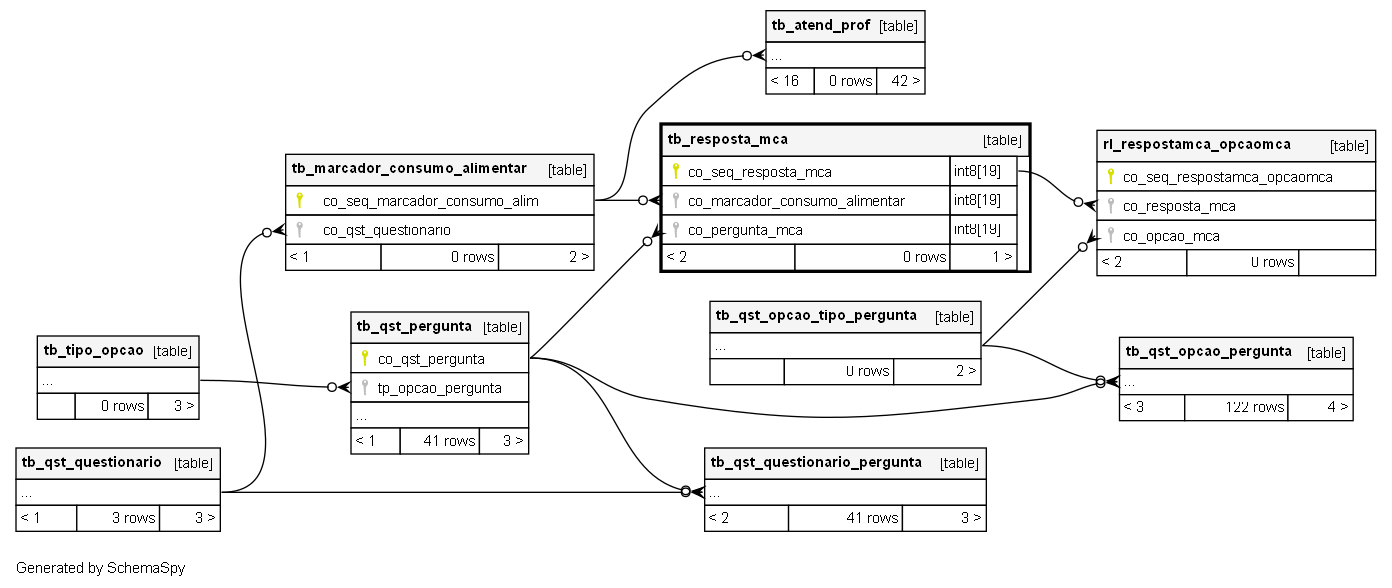 tb_atend_prof [table]
...
< 16 0 rows 42 >
tb_resposta_mca [table]
co_seq_resposta_mca int8[19]
co_marcador_consumo_alimentar int8[19]
co_pergunta_mca int8[19]
< 2 0 rows 1 >
rl_respostamca_opcaomca [table]
co_seq_respostamca_opcaomca
co_resposta_mca
co_opcao_mca
< 2 0 rows
tb_marcador_consumo_alimentar [table]
co_seq_marcador_consumo_alim
co_qst_questionario
< 1 0 rows 2 >
tb_qst_opcao_tipo_pergunta [table]
...
0 rows 2 >
tb_qst_pergunta [table]
co_qst_pergunta
tp_opcao_pergunta
...
< 1 41 rows 3 >
tb_tipo_opcao [table]
...
0 rows 3 >
tb_qst_opcao_pergunta [table]
...
< 3 122 rows 4 >
tb_qst_questionario [table]
...
< 1 3 rows 3 >
tb_qst_questionario_pergunta [table]
...
< 2 41 rows 3 >
Generated by SchemaSpy